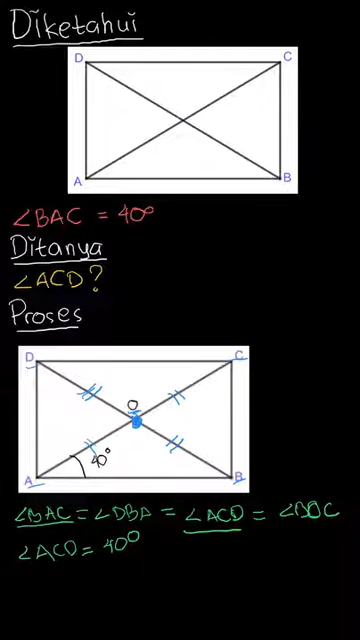 Diketahui
D C
A B
∠BAC = 40°
Ditanya
∠ACD?
Proses
D C
O
40°
A B
∠BAC = ∠DBA = ∠ACD = ∠BDC
∠ACD = 40°